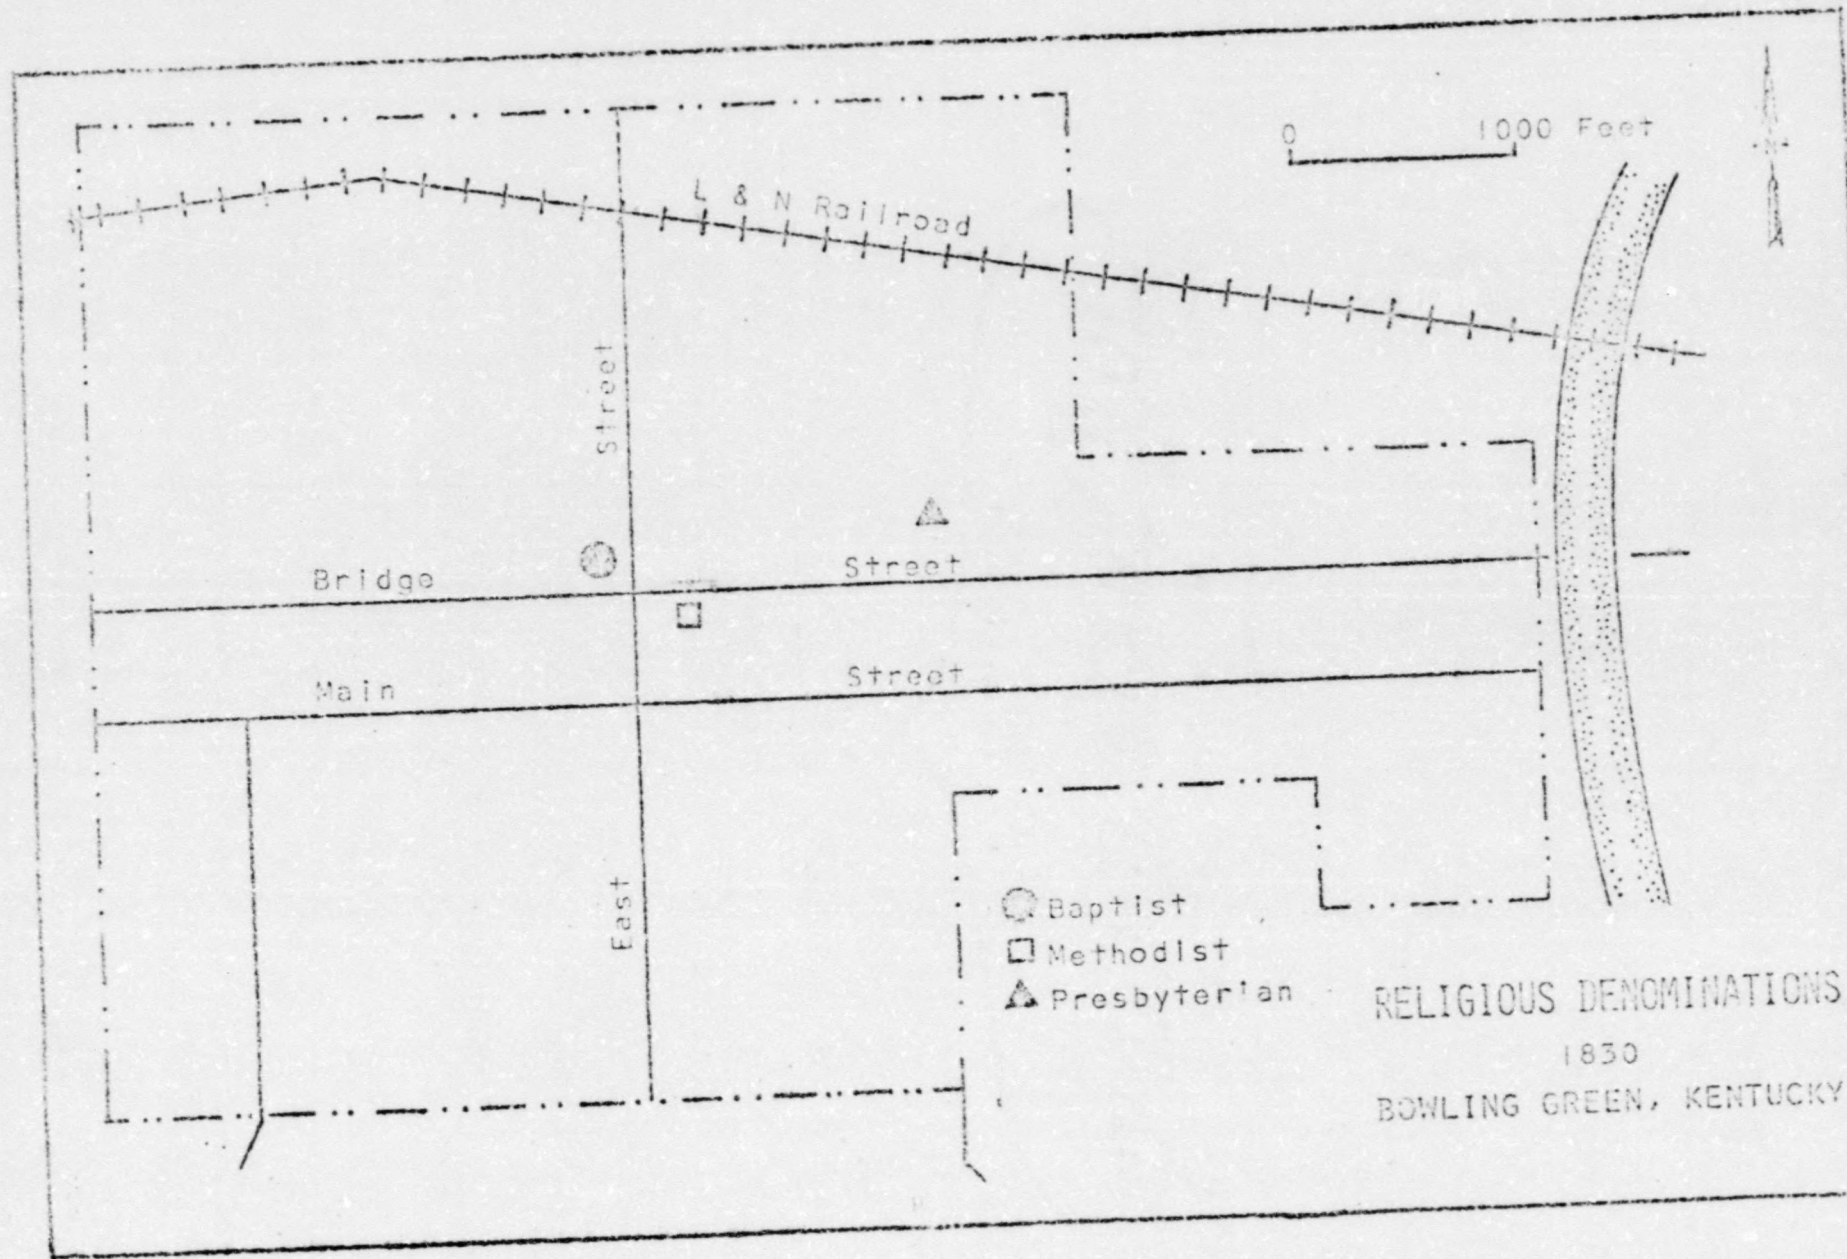 0 1000 Feet
N
L & N Railroad
Street
Bridge Street
Main Street
East
Baptist
Methodist
Presbyterian
RELIGIOUS DENOMINATIONS
1830
BOWLING GREEN, KENTUCKY